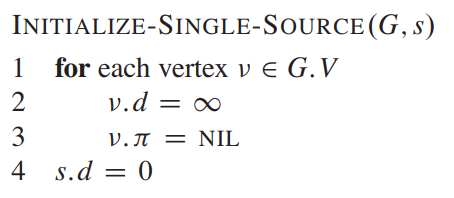 INITIALIZE-SINGLE-SOURCE(G, s)
1 for each vertex v ∈ G.V
2 v.d = ∞
3 v.π = NIL
4 s.d = 0